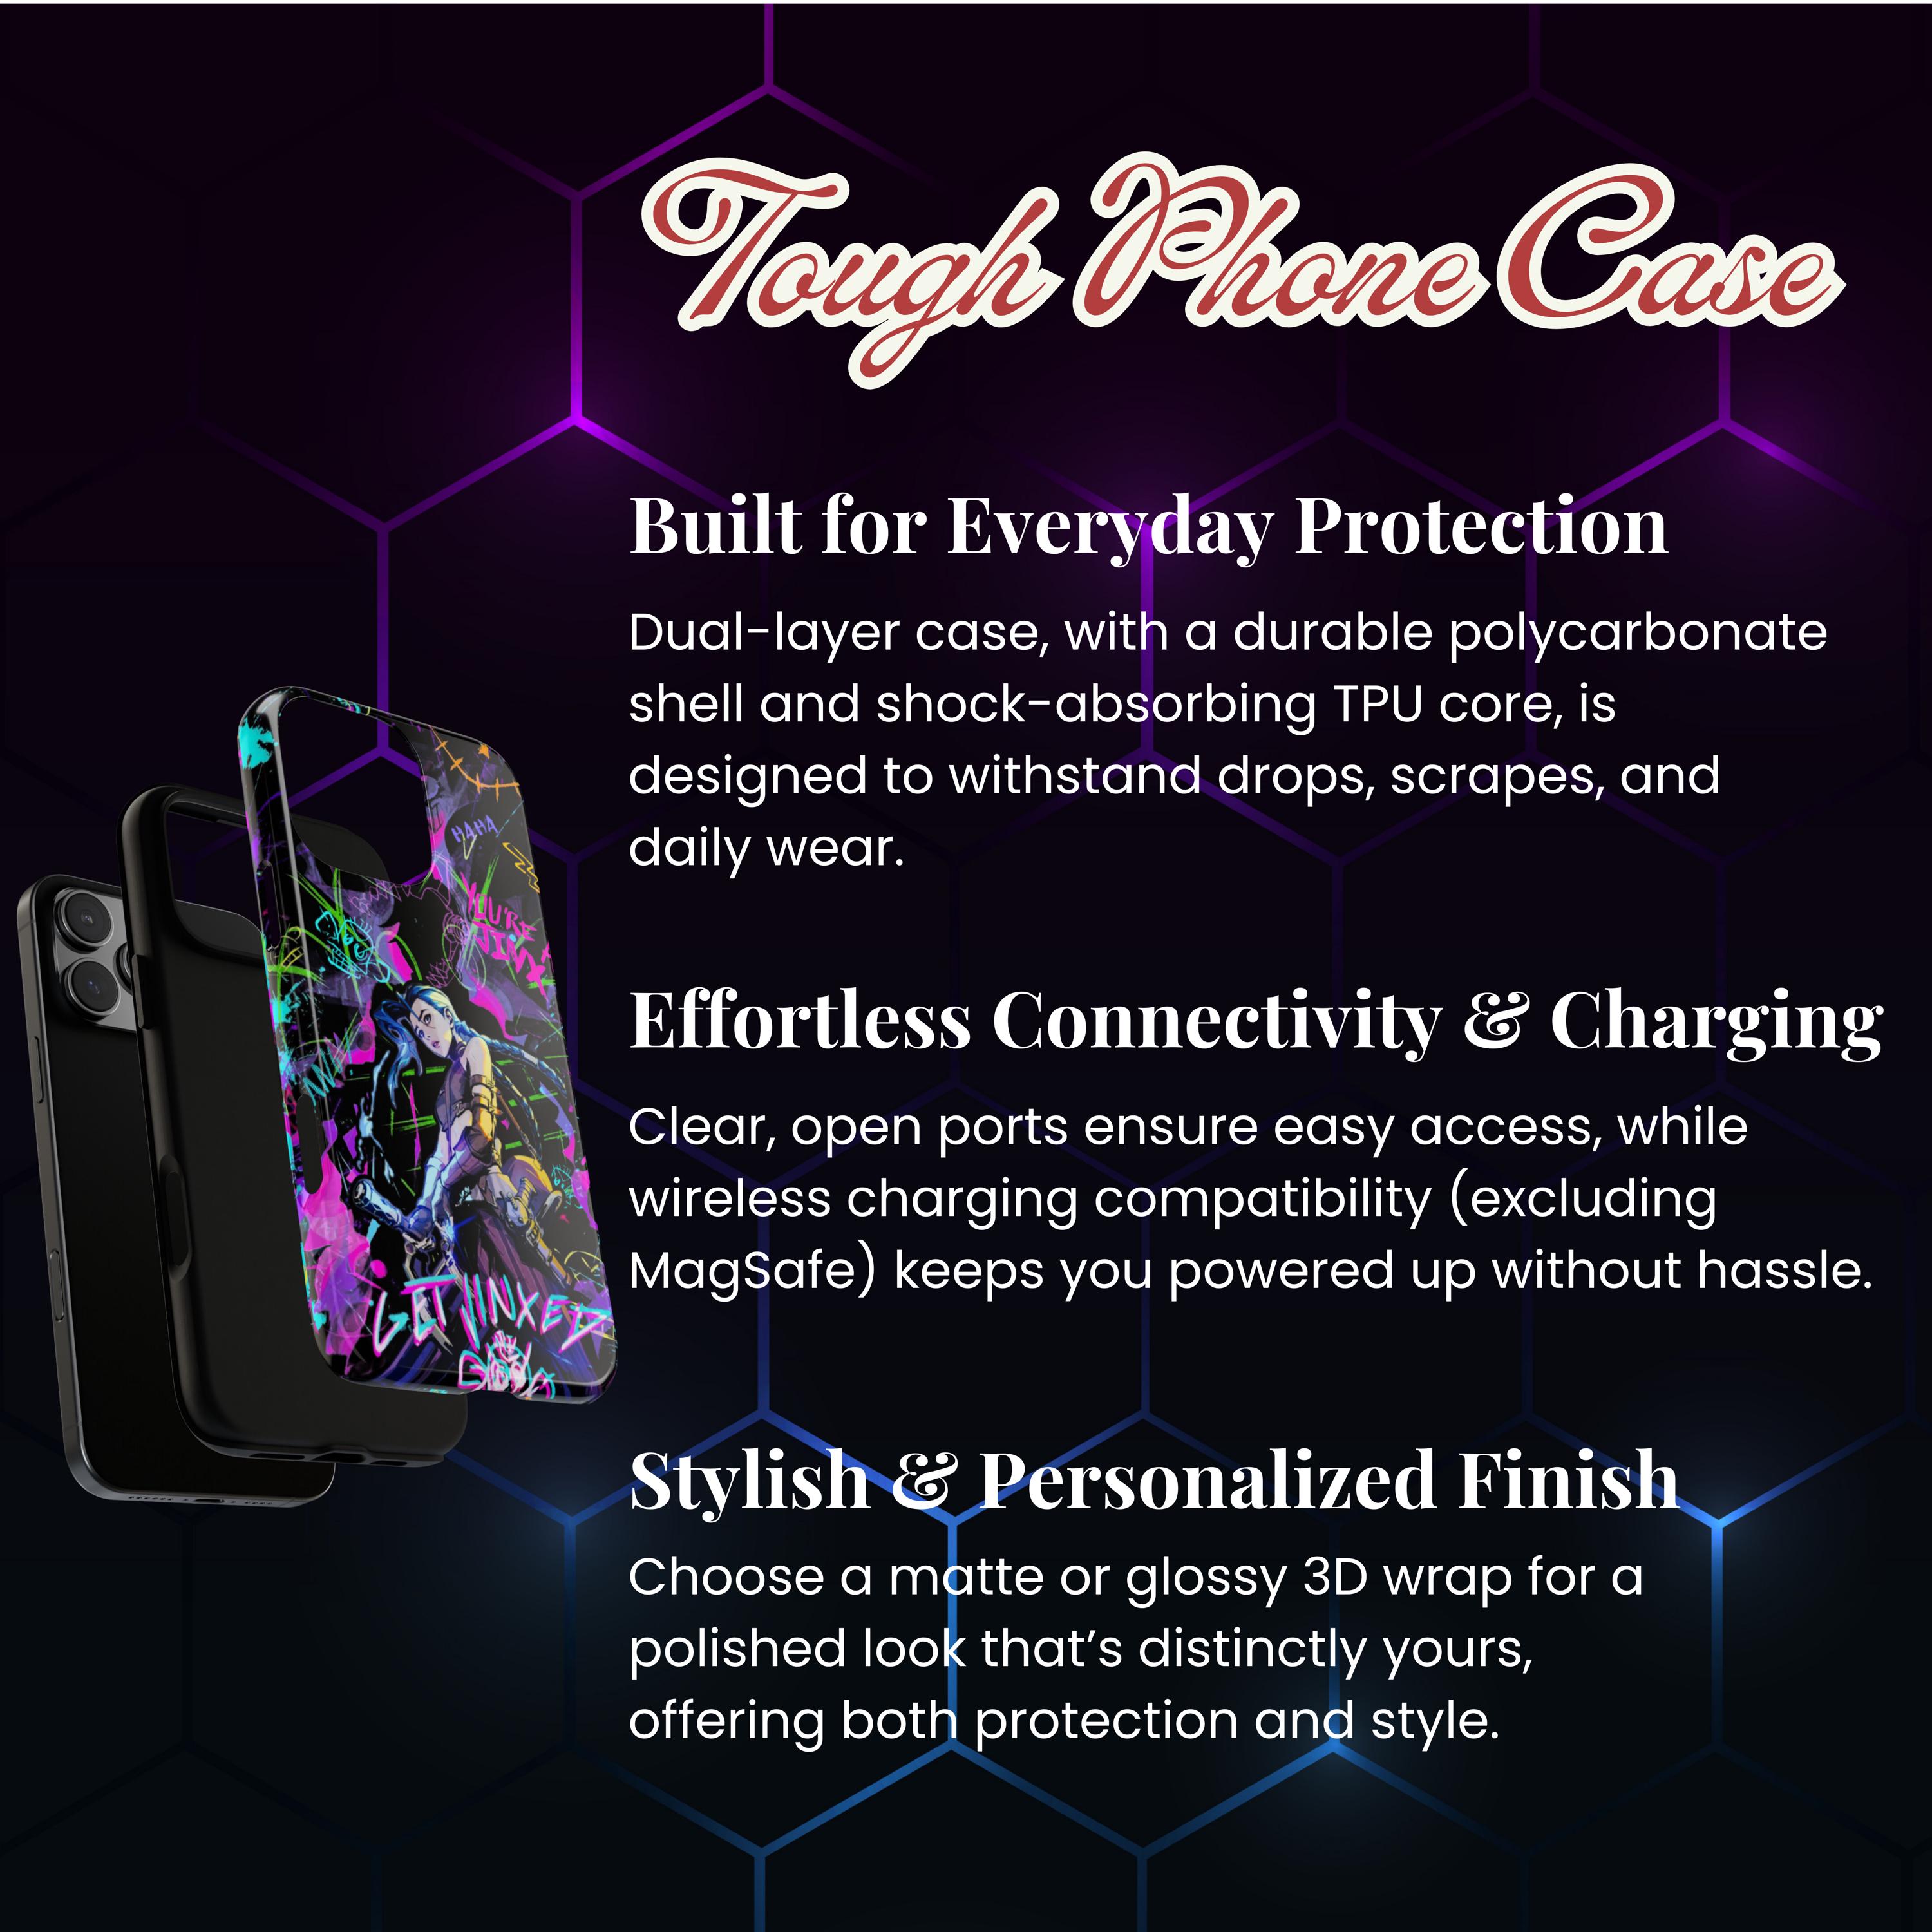 Tough Phone Case
Built for Everyday Protection
Dual-layer case, with a durable polycarbonate
shell and shock-absorbing TPU core, is
designed to withstand drops, scrapes, and
daily wear.
HAHA
YOU'RE
JINX
Effortless Connectivity & Charging
Clear, open ports ensure easy access, while
wireless charging compatibility (excluding
MagSafe) keeps you powered up without hassle.
GET JINXED
Stylish & Personalized Finish
Choose a matte or glossy 3D wrap for a
polished look that’s distinctly yours,
offering both protection and style.